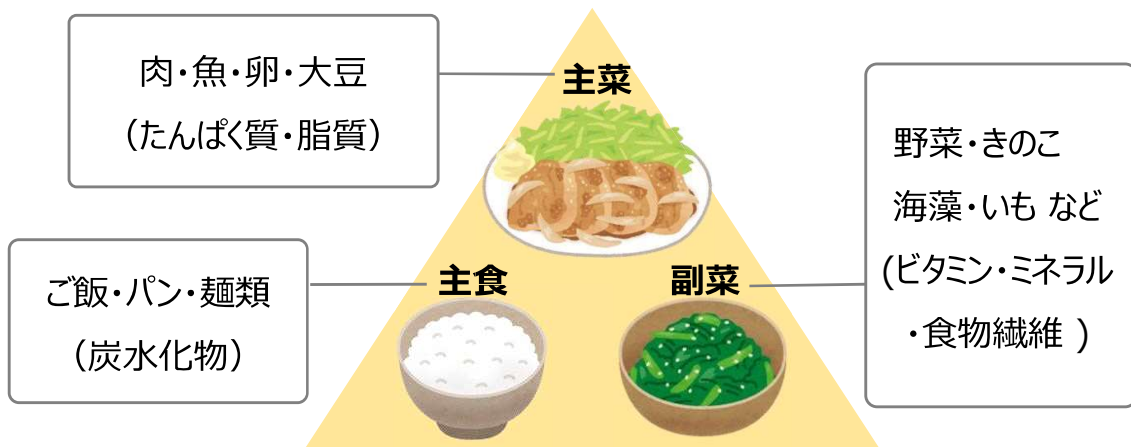 肉・魚・卵・大豆
（たんぱく質・脂質）
主菜
野菜・きのこ
海藻・いも など
(ビタミン・ミネラル
・食物繊維 )
ご飯・パン・麺類
（炭水化物）
主食
副菜